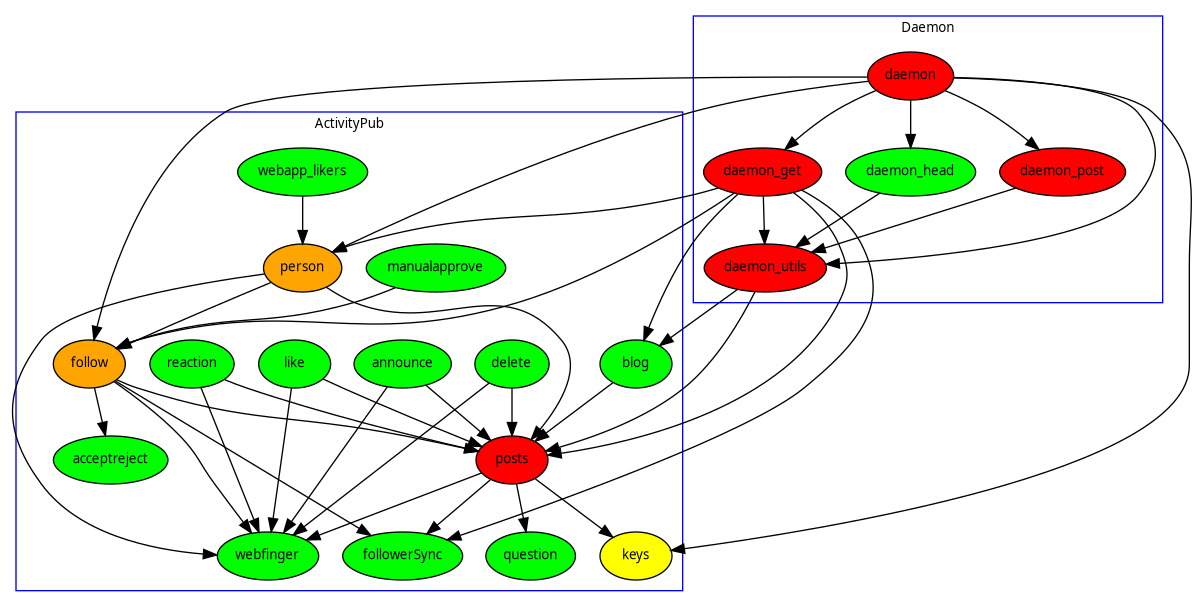 Daemon
daemon
ActivityPub
webapp_likers
daemon_get
daemon_head
daemon_post
person
manualapprove
daemon_utils
follow
reaction
like
announce
delete
blog
acceptreject
posts
webfinger
followerSync
question
keys